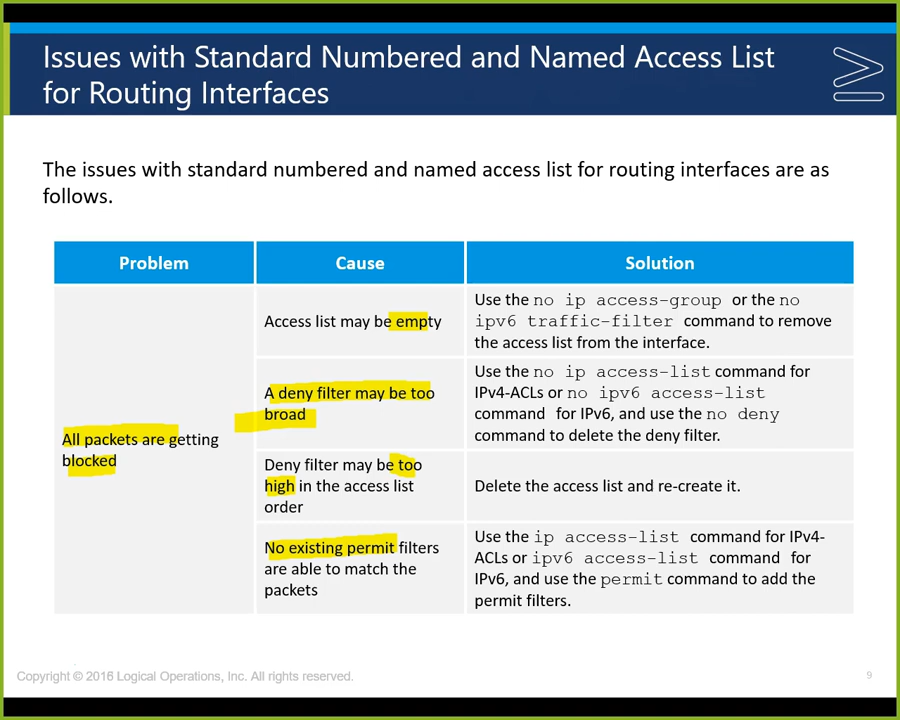 Issues with Standard Numbered and Named Access List
for Routing Interfaces
The issues with standard numbered and named access list for routing interfaces are as
follows.
Problem
Cause
Solution
All packets are getting
blocked
Access list may be empty
Use the no ip access-group or the no
ipv6 traffic-filter command to remove
the access list from the interface.
A deny filter may be too
broad
Use the no ip access-list command for
IPv4-ACLs or no ipv6 access-list
command for IPv6, and use the no deny
command to delete the deny filter.
Deny filter may be too
high in the access list
order
Delete the access list and re-create it.
No existing permit filters
are able to match the
packets
Use the ip access-list command for IPv4-
ACLs or ipv6 access-list command for
IPv6, and use the permit command to add the
permit filters.
Copyright © 2016 Logical Operations, Inc. All rights reserved.
9